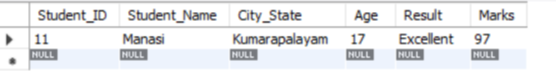 Student_ID Student_Name City_State Age Result Marks
11 Manasi Kumarapalayam 17 Excellent 97
NULL NULL NULL NULL NULL NULL